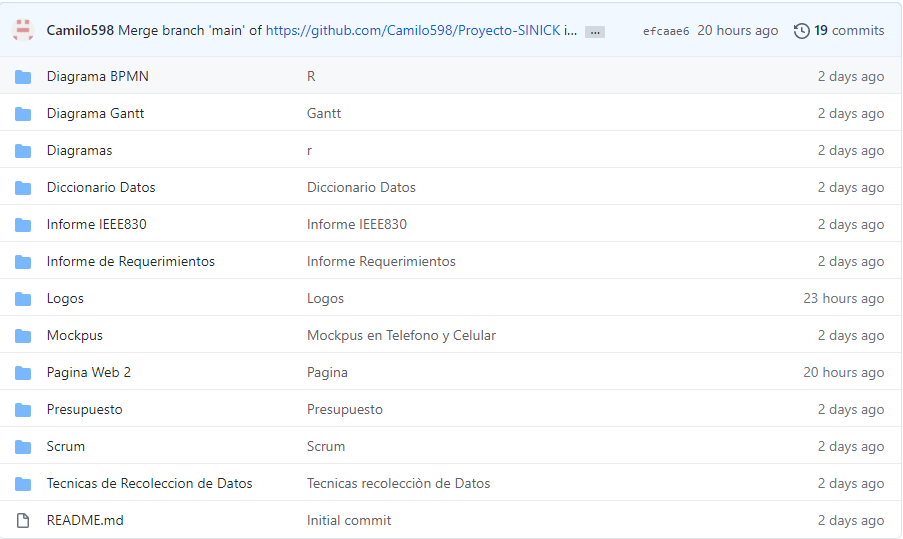 Camilo598 Merge branch 'main' of https://github.com/Camilo598/Proyecto-SINICK i... ... efcaae6 20 hours ago 19 commits
Diagrama BPMN R 2 days ago
Diagrama Gantt Gantt 2 days ago
Diagramas r 2 days ago
Diccionario Datos Diccionario Datos 2 days ago
Informe IEEE830 Informe IEEE830 2 days ago
Informe de Requerimientos Informe Requerimientos 2 days ago
Logos Logos 23 hours ago
Mockpus Mockpus en Telefono y Celular 2 days ago
Pagina Web 2 Pagina 20 hours ago
Presupuesto Presupuesto 2 days ago
Scrum Scrum 2 days ago
Tecnicas de Recoleccion de Datos Tecnicas recolecciòn de Datos 2 days ago
README.md Initial commit 2 days ago